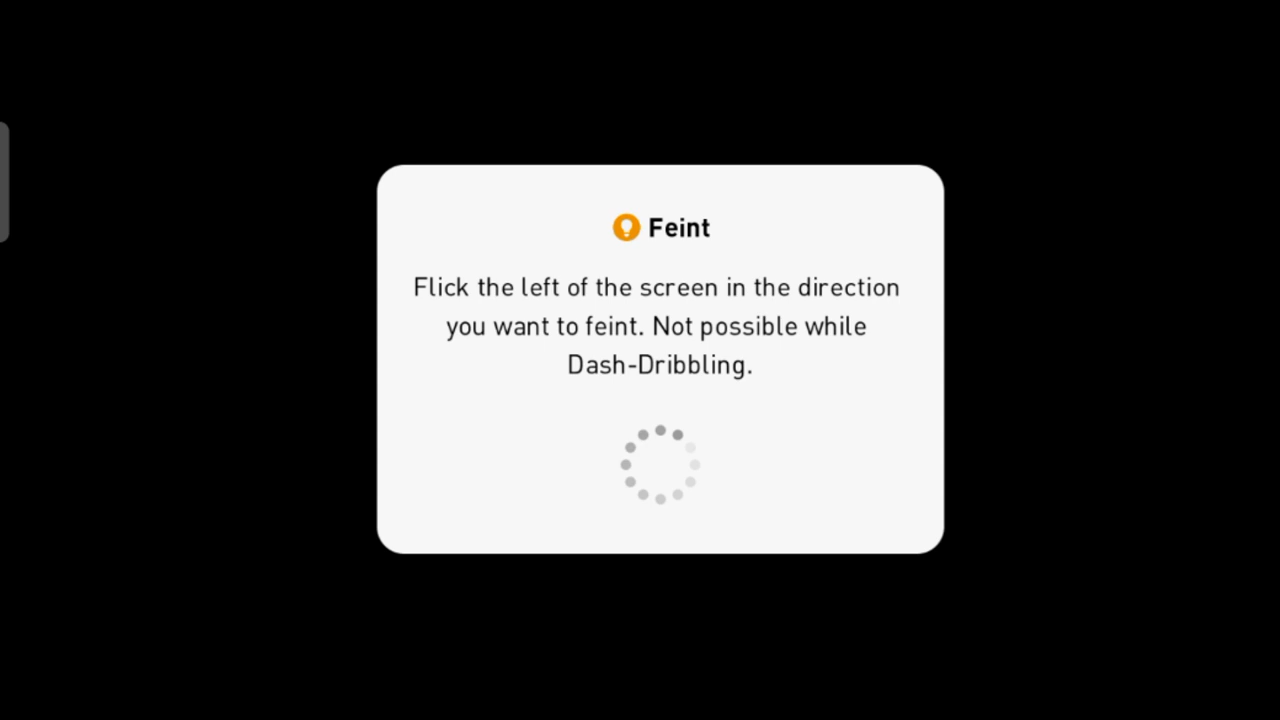 Feint
Flick the left of the screen in the direction
you want to feint. Not possible while
Dash-Dribbling.